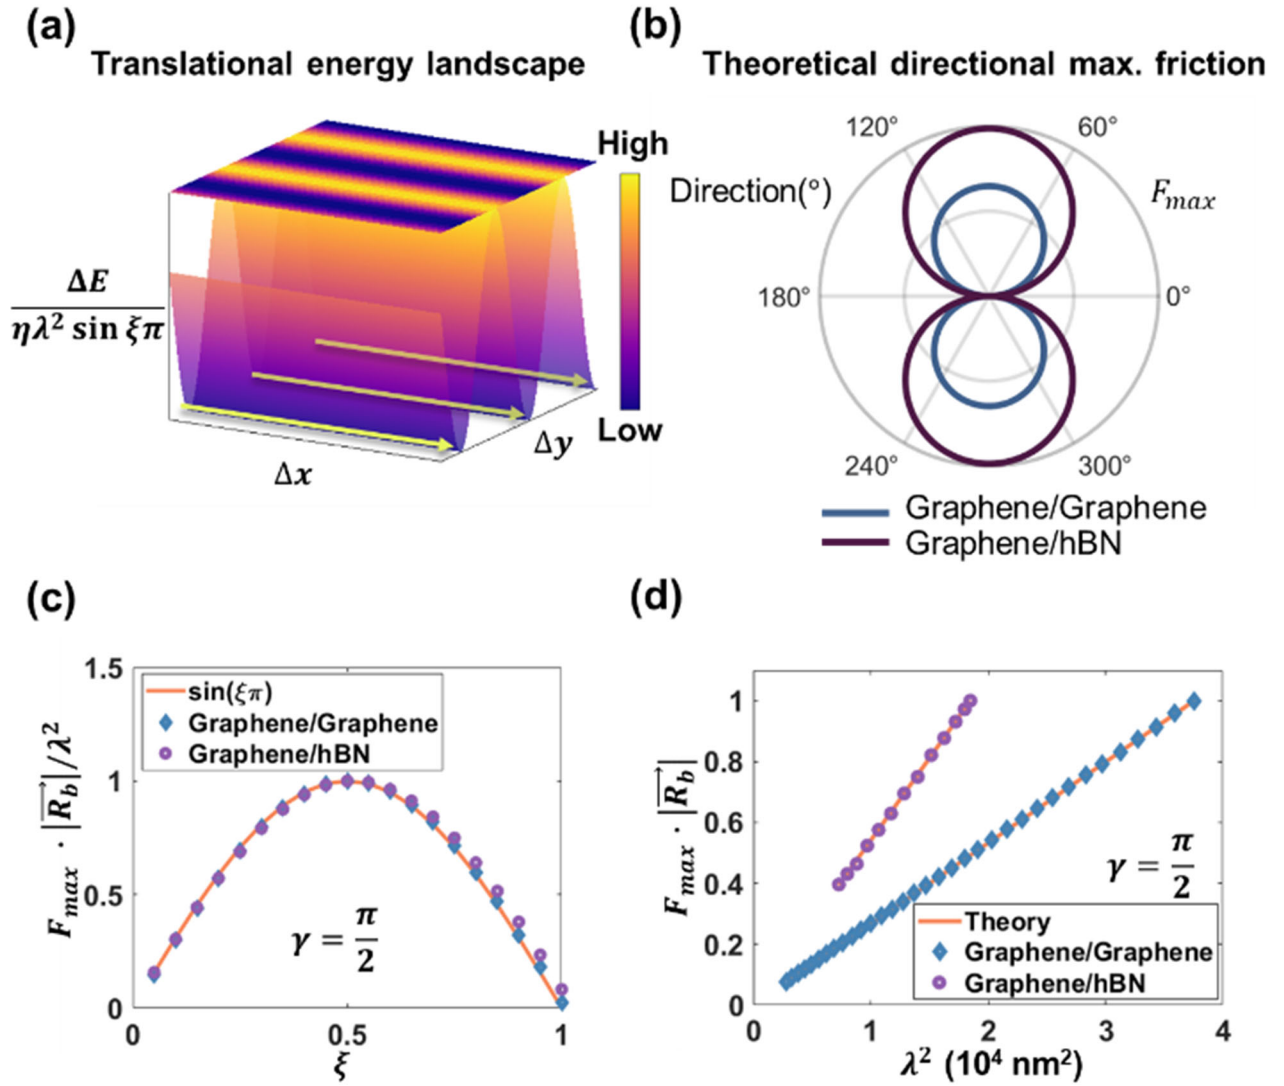 (a)
Translational energy landscape
High
Low
ΔE
ηλ² sin ξπ
Δx
Δy
(b)
Theoretical directional max. friction
120°
60°
Direction(°)
F_max
180°
0°
240°
300°
Graphene/Graphene
Graphene/hBN
(c)
F_max · |R_b⃗|/λ²
1.5
1
0.5
0
sin(ξπ)
Graphene/Graphene
Graphene/hBN
γ = π/2
0
0.5
1
ξ
(d)
F_max · |R_b⃗|
1
0.8
0.6
0.4
0.2
0
γ = π/2
Theory
Graphene/Graphene
Graphene/hBN
0
1
2
3
4
λ² (10⁴ nm²)